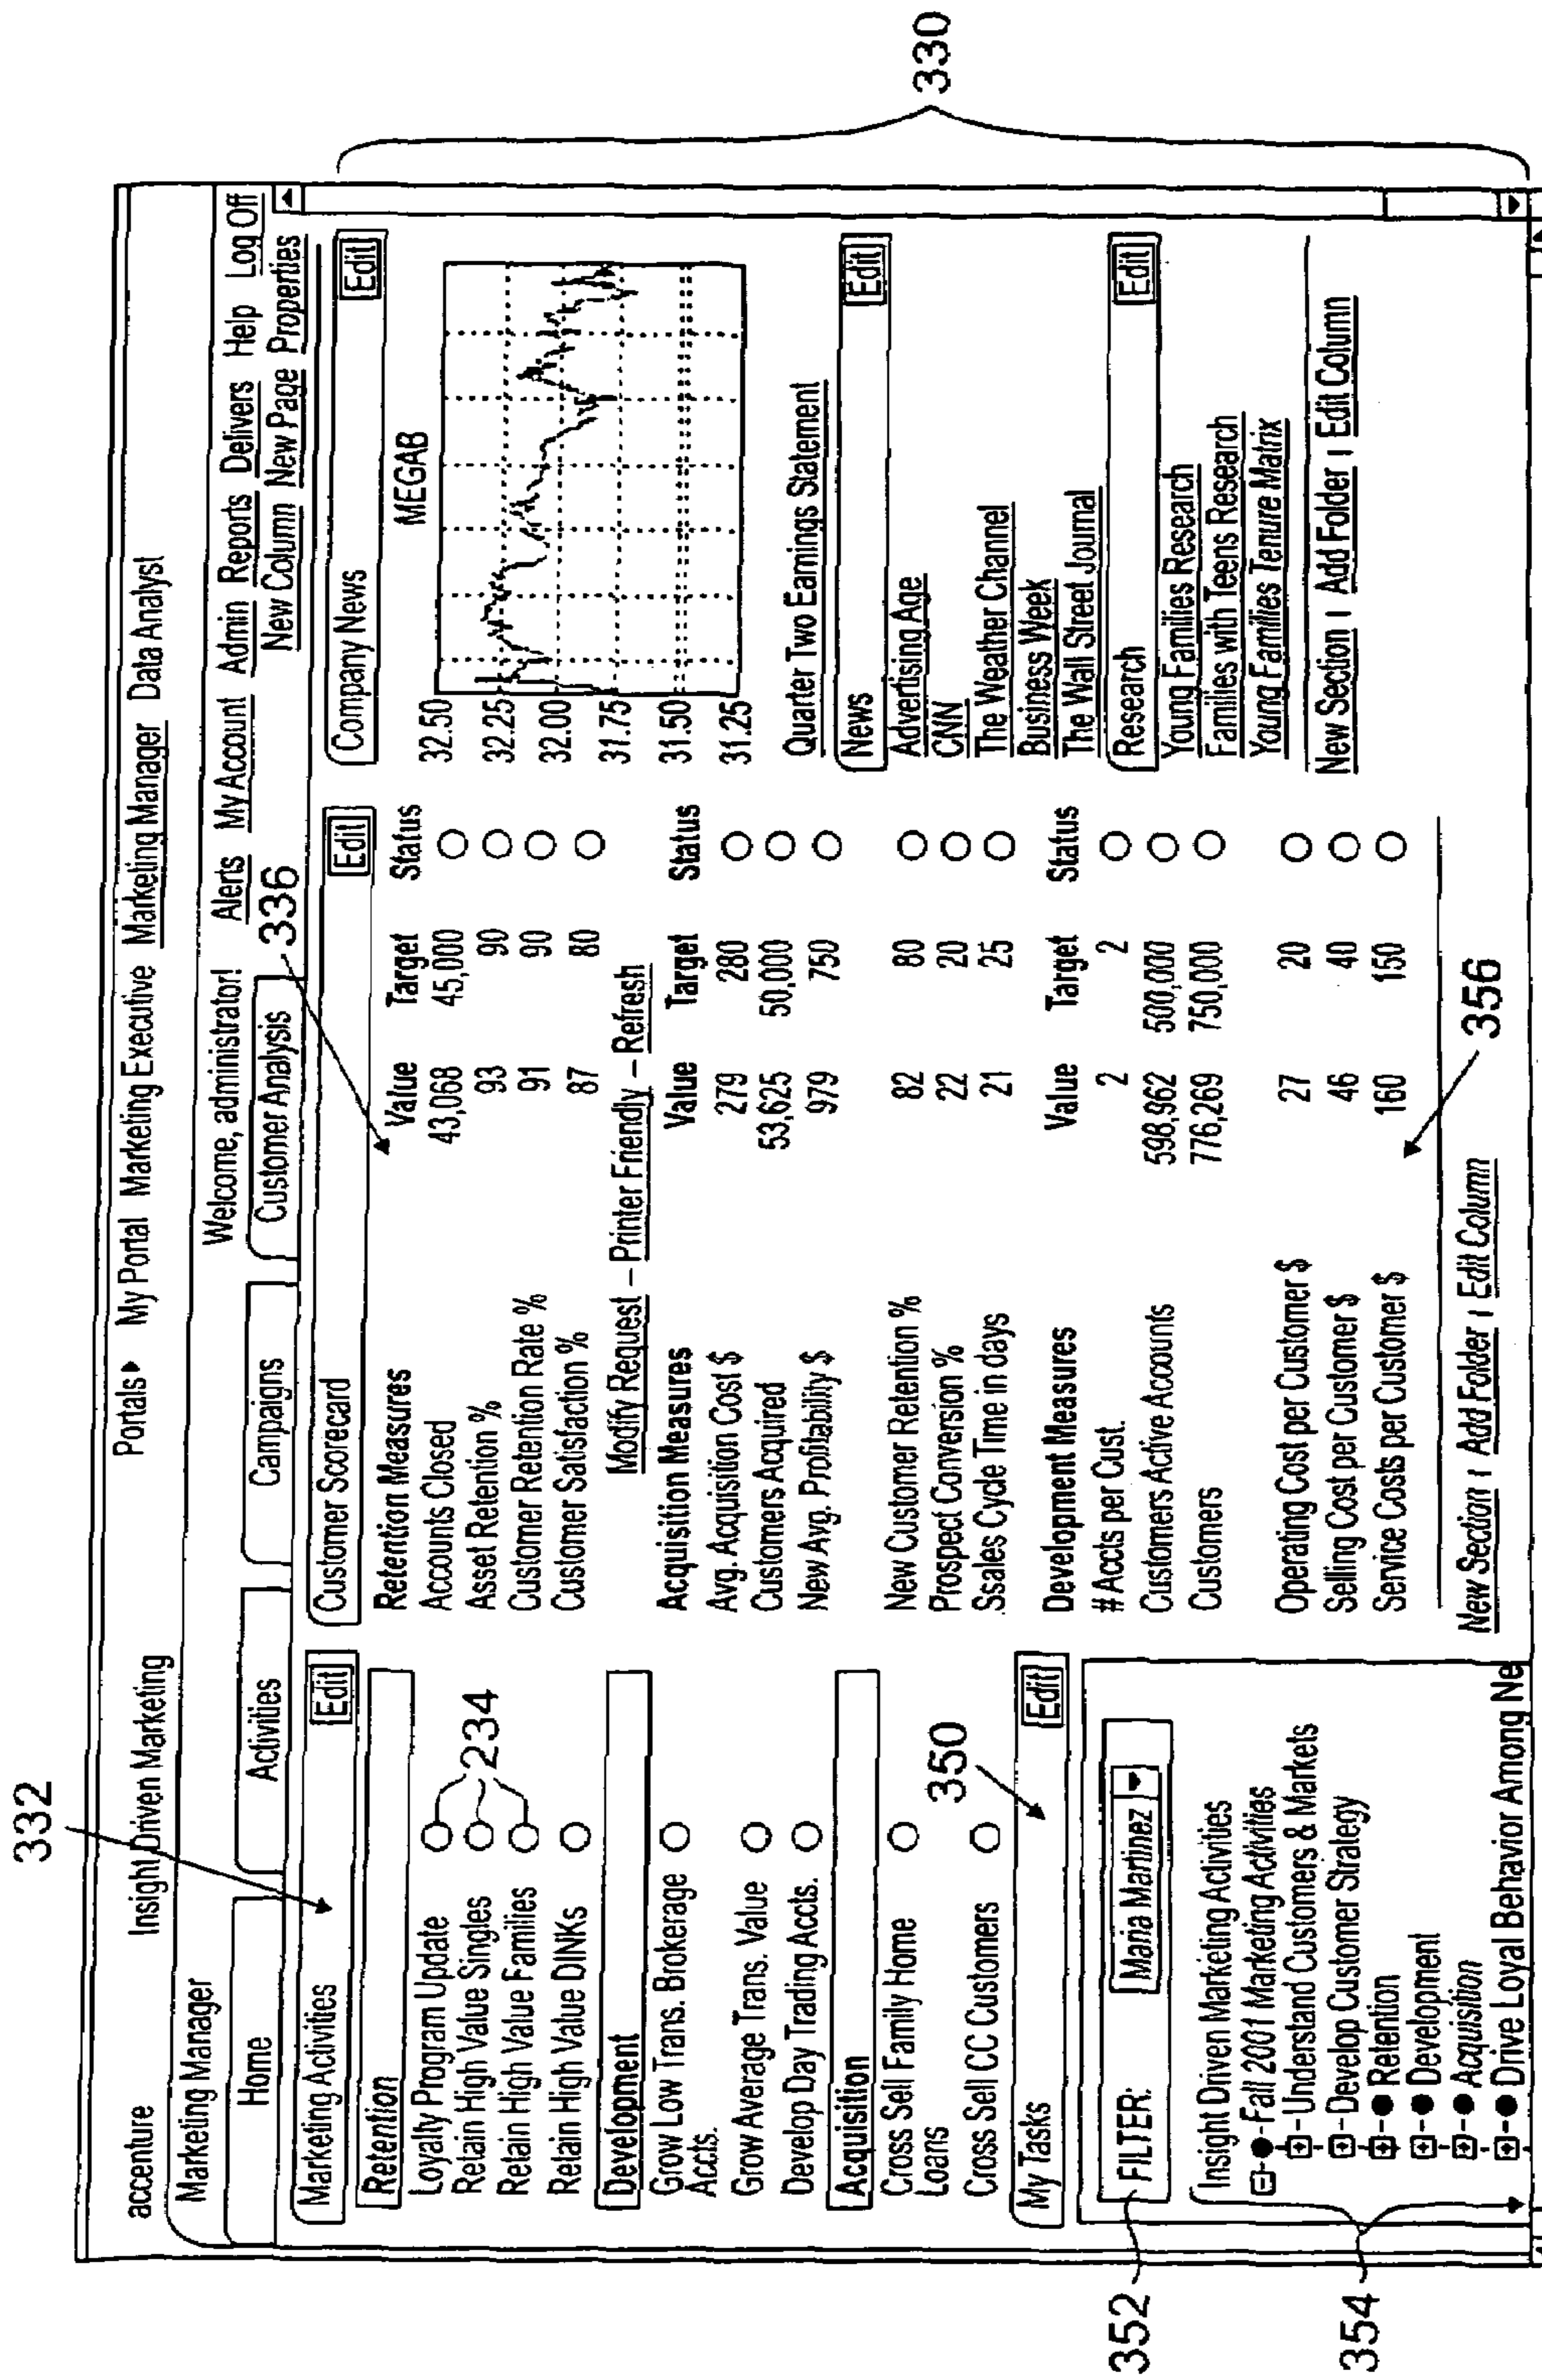 332
accenture
Insight Driven Marketing
Portals▸ My Portal Marketing Executive Marketing Manager Data Analyst
Marketing Manager
Welcome, administrator!
Alerts My Account Admin Reports Delivers Help Log Off
Home
Activities
Campaigns
Customer Analysis
336
New Column New Page Properties
Marketing Activities
Edit
Retention
Loyalty Program Update
Retain High Value Singles
234
Retain High Value Families
Retain High Value DINKs
Development
Grow Low Trans. Brokerage
Accts.
Grow Average Trans. Value
Develop Day Trading Accts.
Acquisition
Cross Sell Family Home
Loans
350
Cross Sell CC Customers
My Tasks
Edit
352
FILTER:
Maria Martinez
354
Insight Driven Marketing Activities
Fall 2001 Marketing Activities
Understand Customers & Markets
Develop Customer Strategy
Retention
Development
Acquisition
Drive Loyal Behavior Among Ne
Customer Scorecard
Edit
Retention Measures Value Target Status
Accounts Closed 43,068 45,000
Asset Retention % 93 90
Customer Retention Rate % 91 90
Customer Satisfaction % 87 80
Modify Request – Printer Friendly – Refresh
Acquisition Measures Value Target Status
Avg. Acquisition Cost $ 279 280
Customers Acquired 53,625 50,000
New Avg. Profitability $ 979 750
New Customer Retention % 82 80
Prospect Conversion % 22 20
Ssales Cycle Time in days 21 25
Development Measures Value Target Status
# Accts per Cust. 2 2
Customers Active Accounts 598,962 500,000
Customers 776,269 750,000
Operating Cost per Customer $ 27 20
Selling Cost per Customer $ 46 40
Service Costs per Customer $ 160 150
356
New Section | Add Folder | Edit Column
Company News
Edit
MEGAB
32.50
32.25
32.00
31.75
31.50
31.25
Quarter Two Earnings Statement
News
Edit
Advertising Age
CNN
The Weather Channel
Business Week
The Wall Street Journal
Research
Edit
Young Families Research
Families with Teens Research
Young Families Tenure Matrix
New Section | Add Folder | Edit Column
330